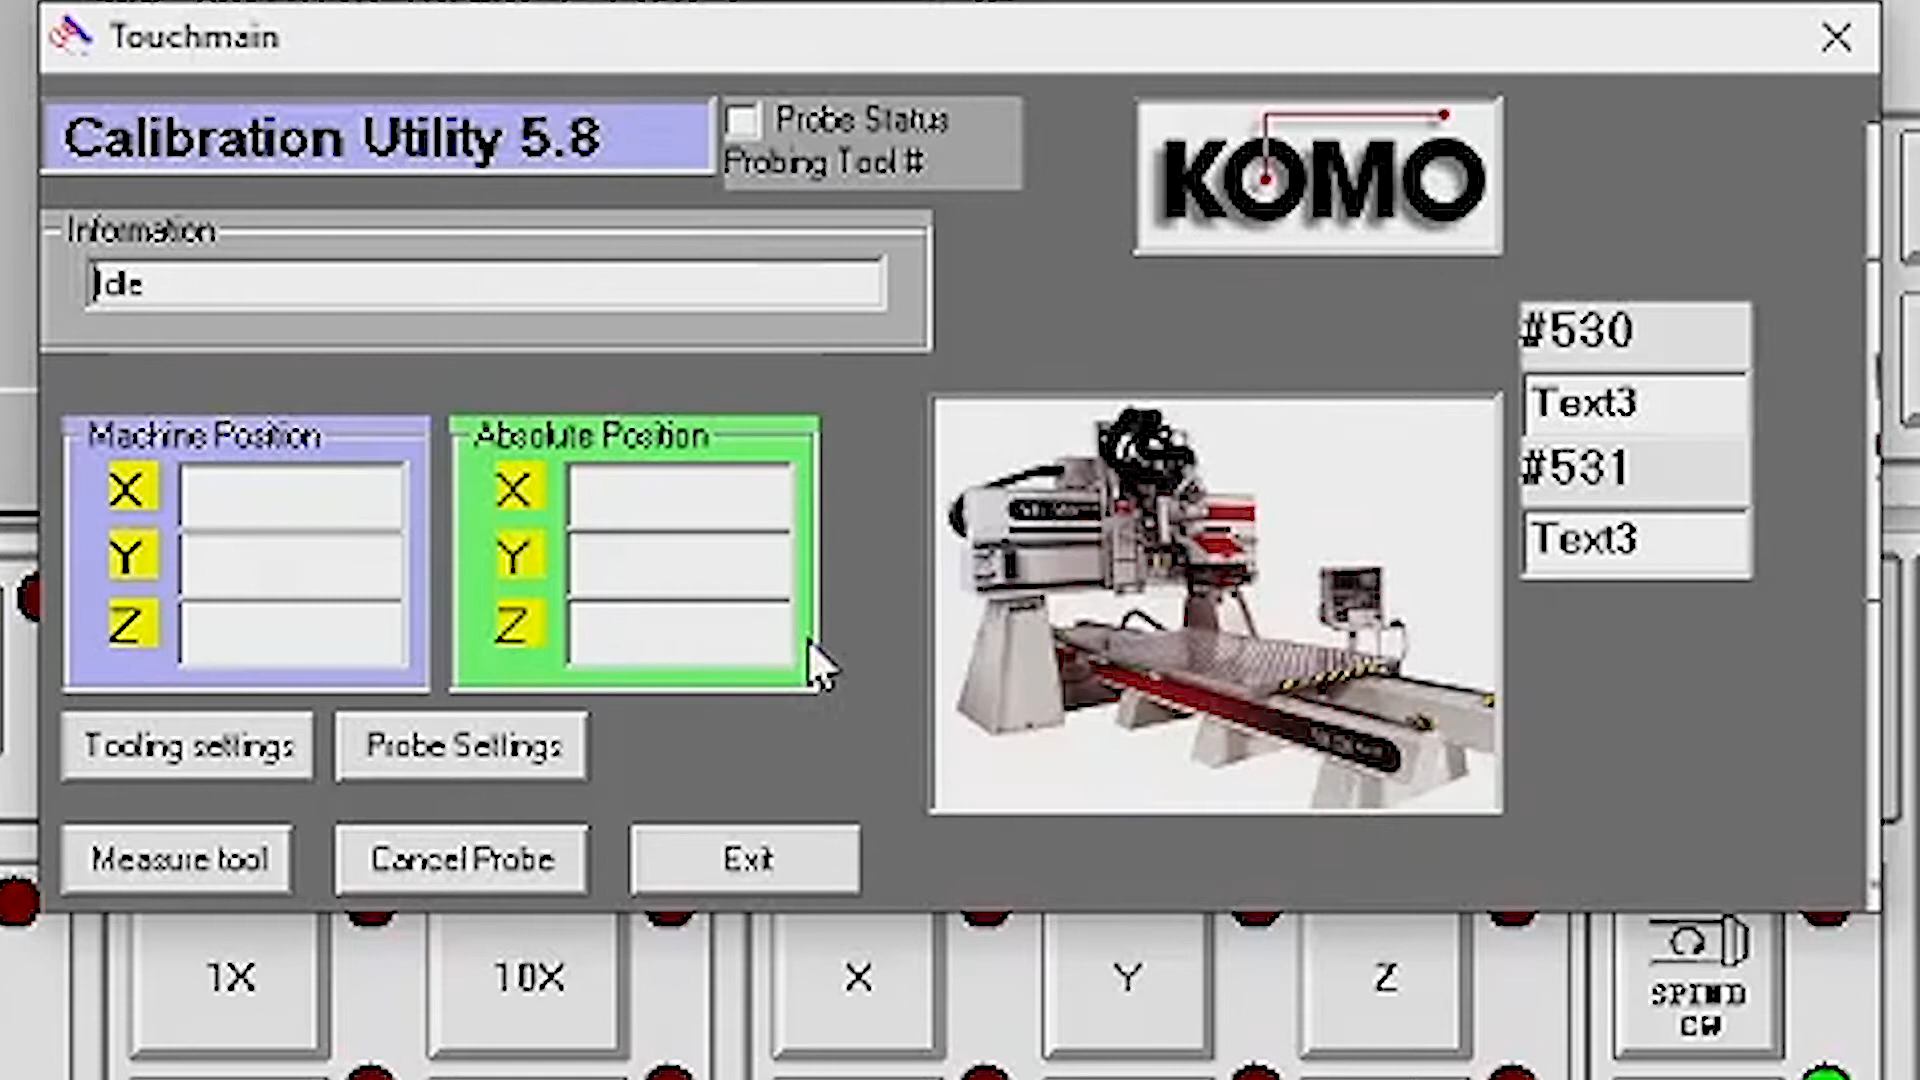 Touchmain
Calibration Utility 5.8
Probe Status
Probing Tool #
KOMO
Information
Idle
#530
Text3
#531
Text3
Machine Position
X
Y
Z
Absolute Position
X
Y
Z
Tooling settings
Probe Settings
Measure tool
Cancel Probe
Exit
1X
10X
X
Y
Z
SPIND
CW